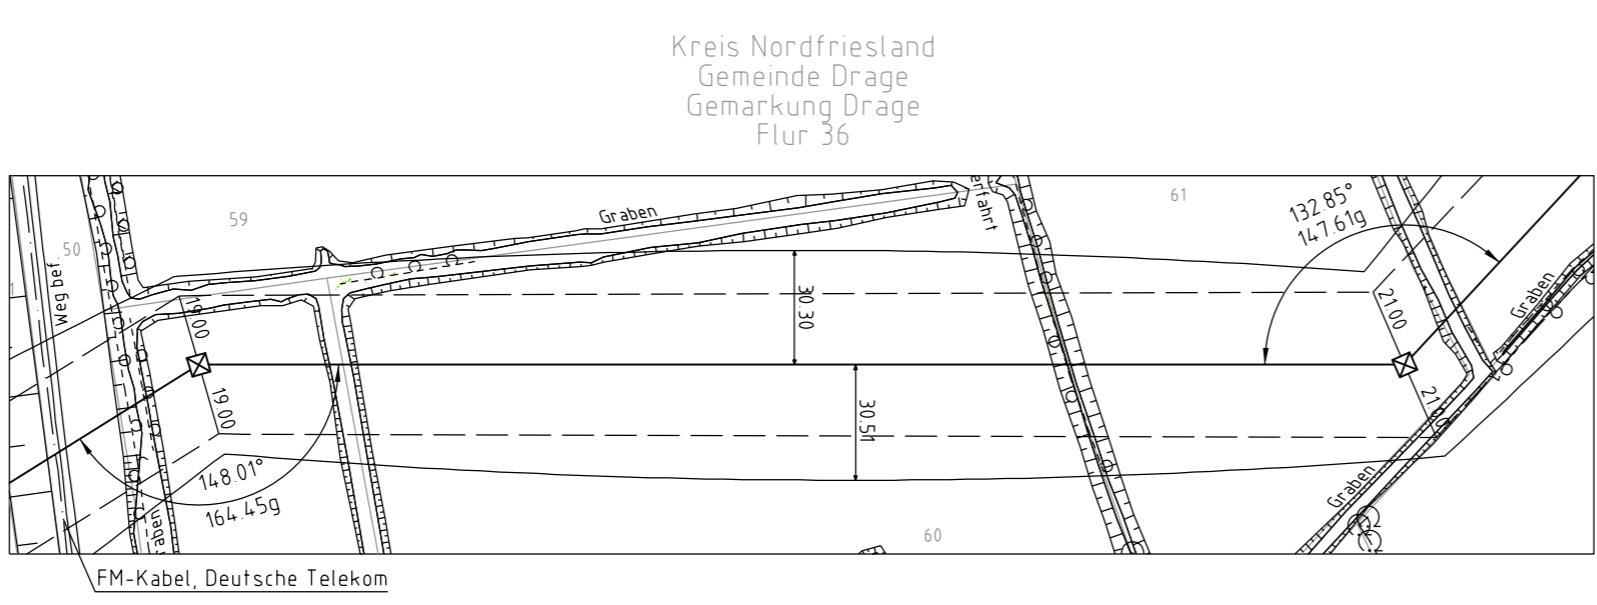 Kreis Nordfriesland
Gemeinde Drage
Gemarkung Drage
Flur 36
59
50
Weg bef.
Graben
erfahrt
61
132.85°
147.61g
Graben
19.00
30.30
21.00
19.00
30.51
21.00
148.01°
164.45g
Graben
60
FM-Kabel, Deutsche Telekom